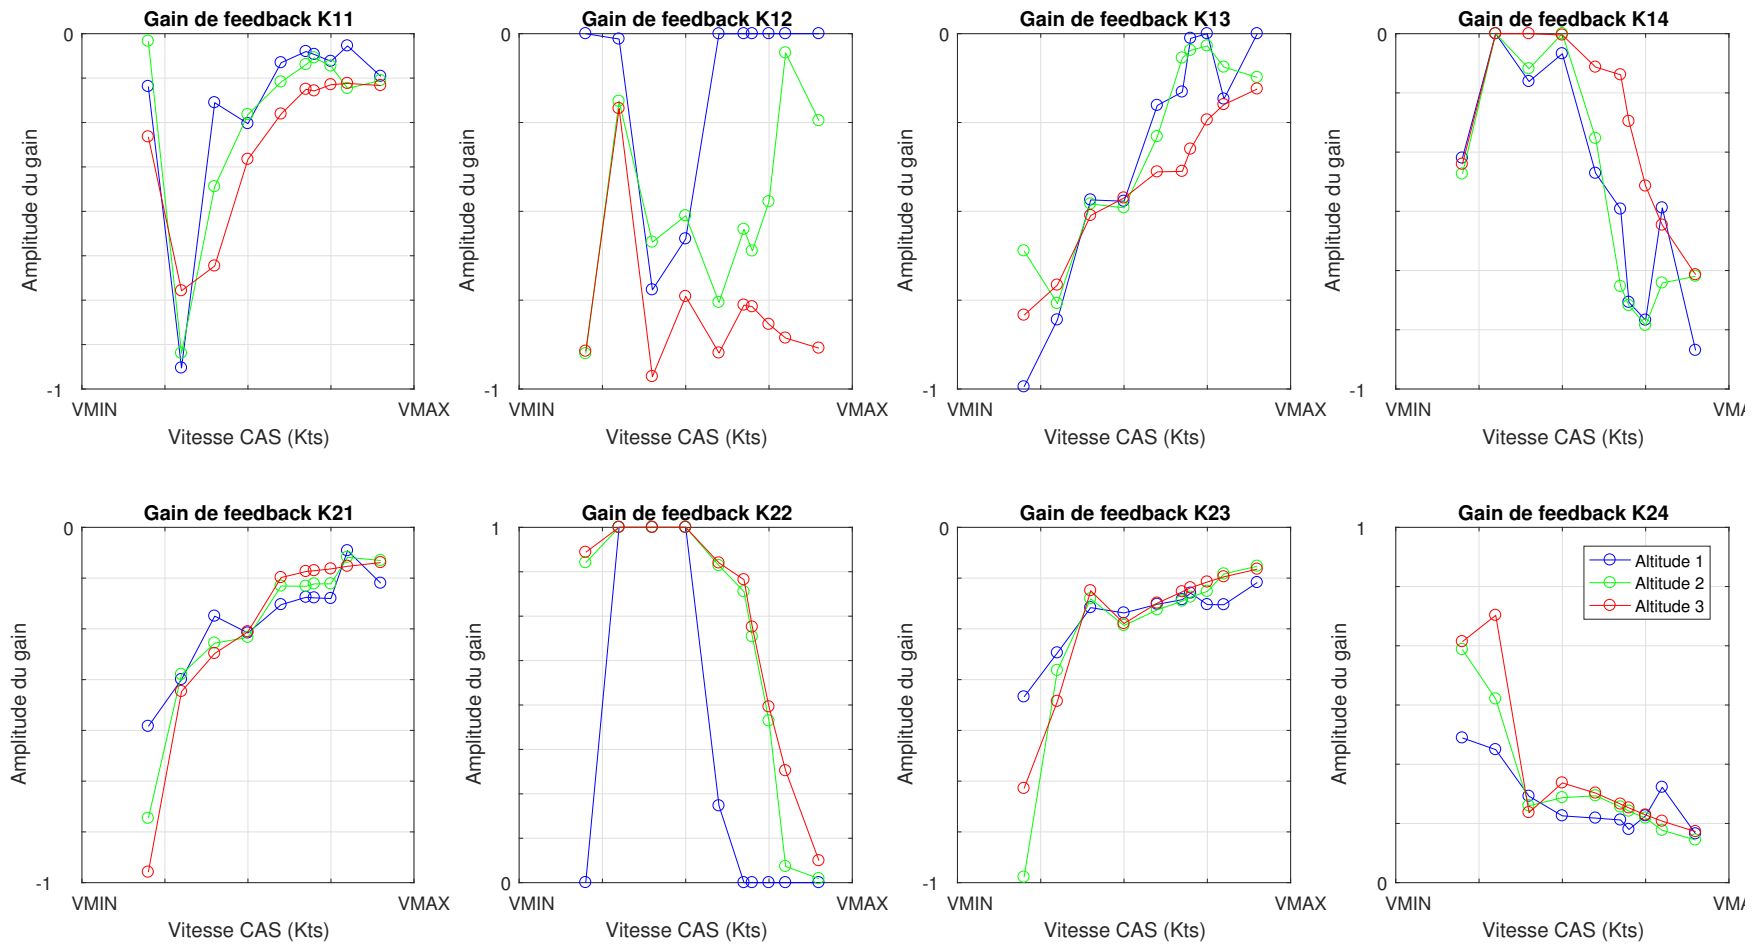 Gain de feedback K11
Gain de feedback K12
Gain de feedback K13
Gain de feedback K14
0
0
0
0
Amplitude du gain
Amplitude du gain
Amplitude du gain
Amplitude du gain
-1
-1
-1
-1
VMIN VMAX
VMIN VMAX
VMIN VMAX
VMIN VMA
Vitesse CAS (Kts)
Vitesse CAS (Kts)
Vitesse CAS (Kts)
Vitesse CAS (Kts)
Gain de feedback K21
Gain de feedback K22
Gain de feedback K23
Gain de feedback K24
0
1
0
1
Altitude 1
Altitude 2
Altitude 3
Amplitude du gain
Amplitude du gain
Amplitude du gain
Amplitude du gain
-1
0
-1
0
VMIN VMAX
VMIN VMAX
VMIN VMAX
VMIN VMA
Vitesse CAS (Kts)
Vitesse CAS (Kts)
Vitesse CAS (Kts)
Vitesse CAS (Kts)